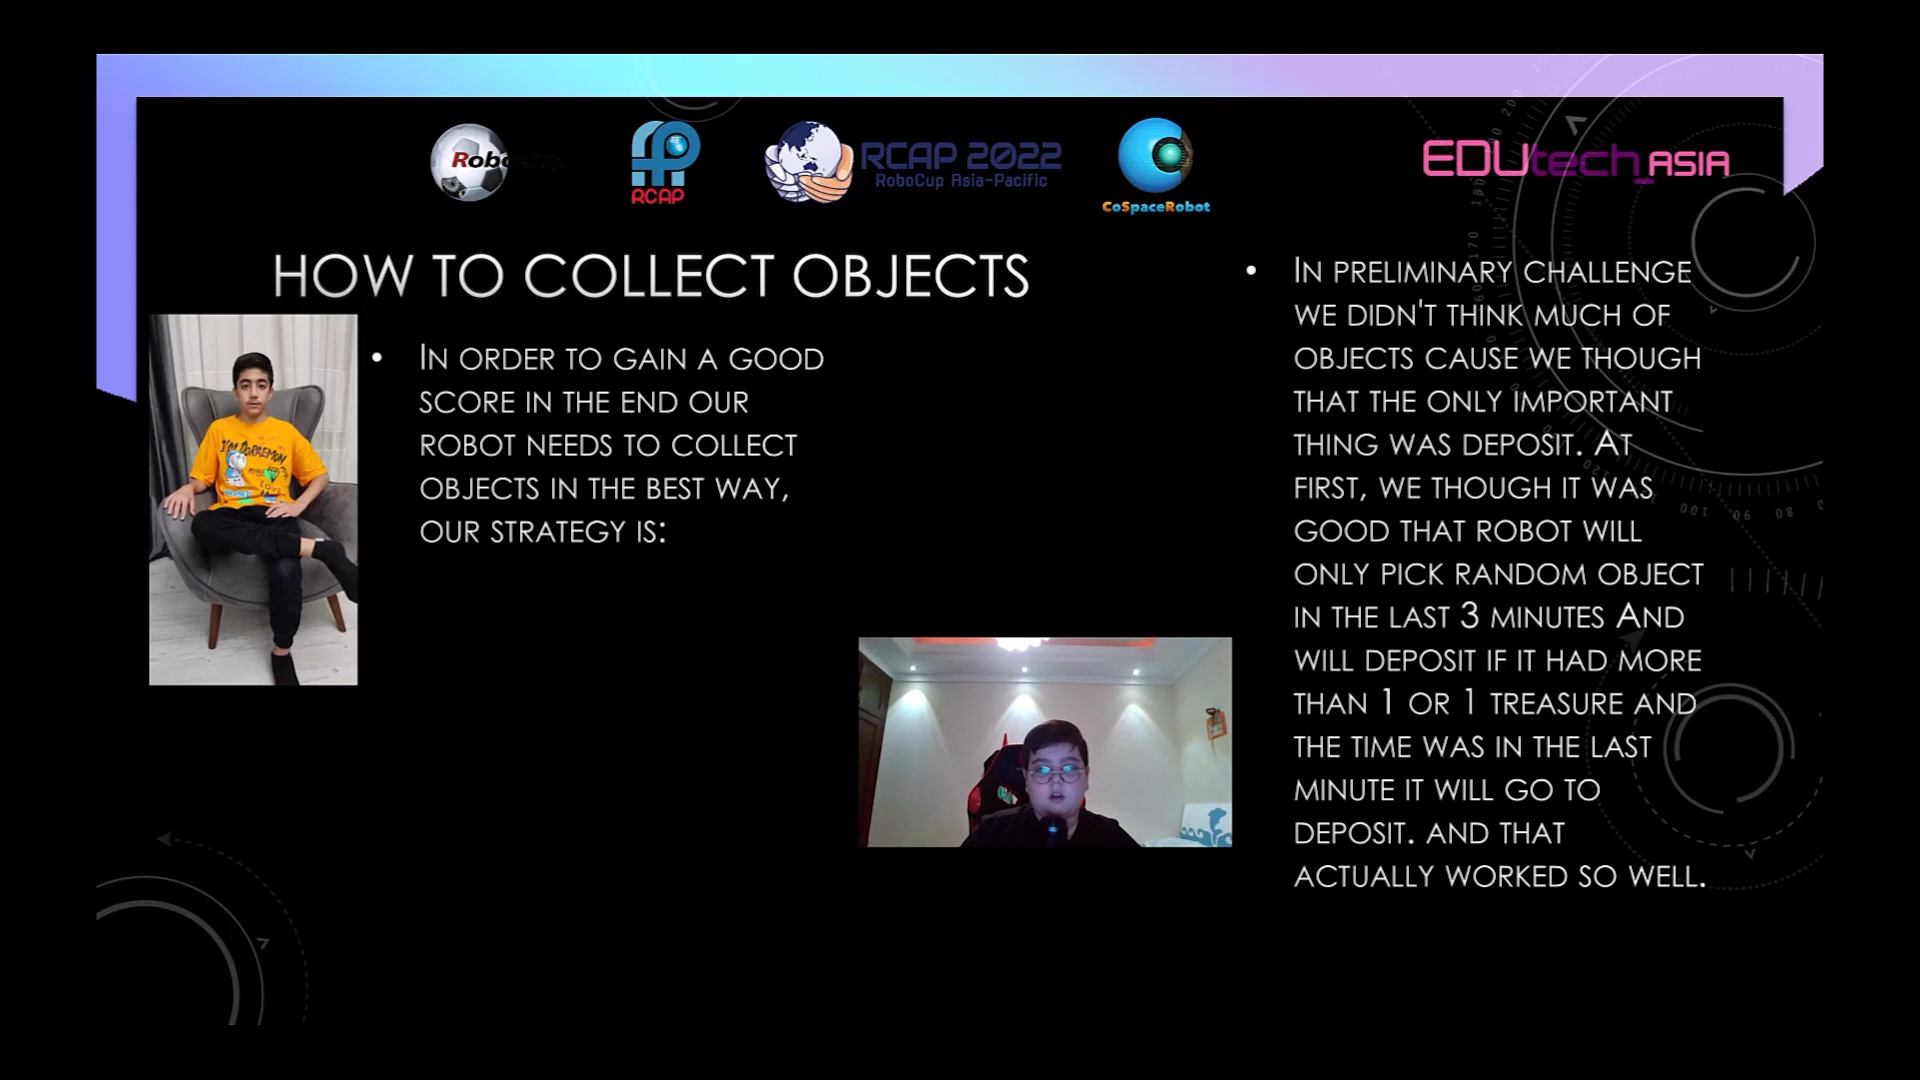 RoboCup
RCAP
RCAP 2022
RoboCup Asia-Pacific
CoSpaceRobot
EDUtech_ASIA
HOW TO COLLECT OBJECTS
IN ORDER TO GAIN A GOOD
SCORE IN THE END OUR
ROBOT NEEDS TO COLLECT
OBJECTS IN THE BEST WAY,
OUR STRATEGY IS:
I'M DORAEMON
IN PRELIMINARY CHALLENGE
WE DIDN'T THINK MUCH OF
OBJECTS CAUSE WE THOUGH
THAT THE ONLY IMPORTANT
THING WAS DEPOSIT. AT
FIRST, WE THOUGH IT WAS
GOOD THAT ROBOT WILL
ONLY PICK RANDOM OBJECT
IN THE LAST 3 MINUTES AND
WILL DEPOSIT IF IT HAD MORE
THAN 1 OR 1 TREASURE AND
THE TIME WAS IN THE LAST
MINUTE IT WILL GO TO
DEPOSIT. AND THAT
ACTUALLY WORKED SO WELL.